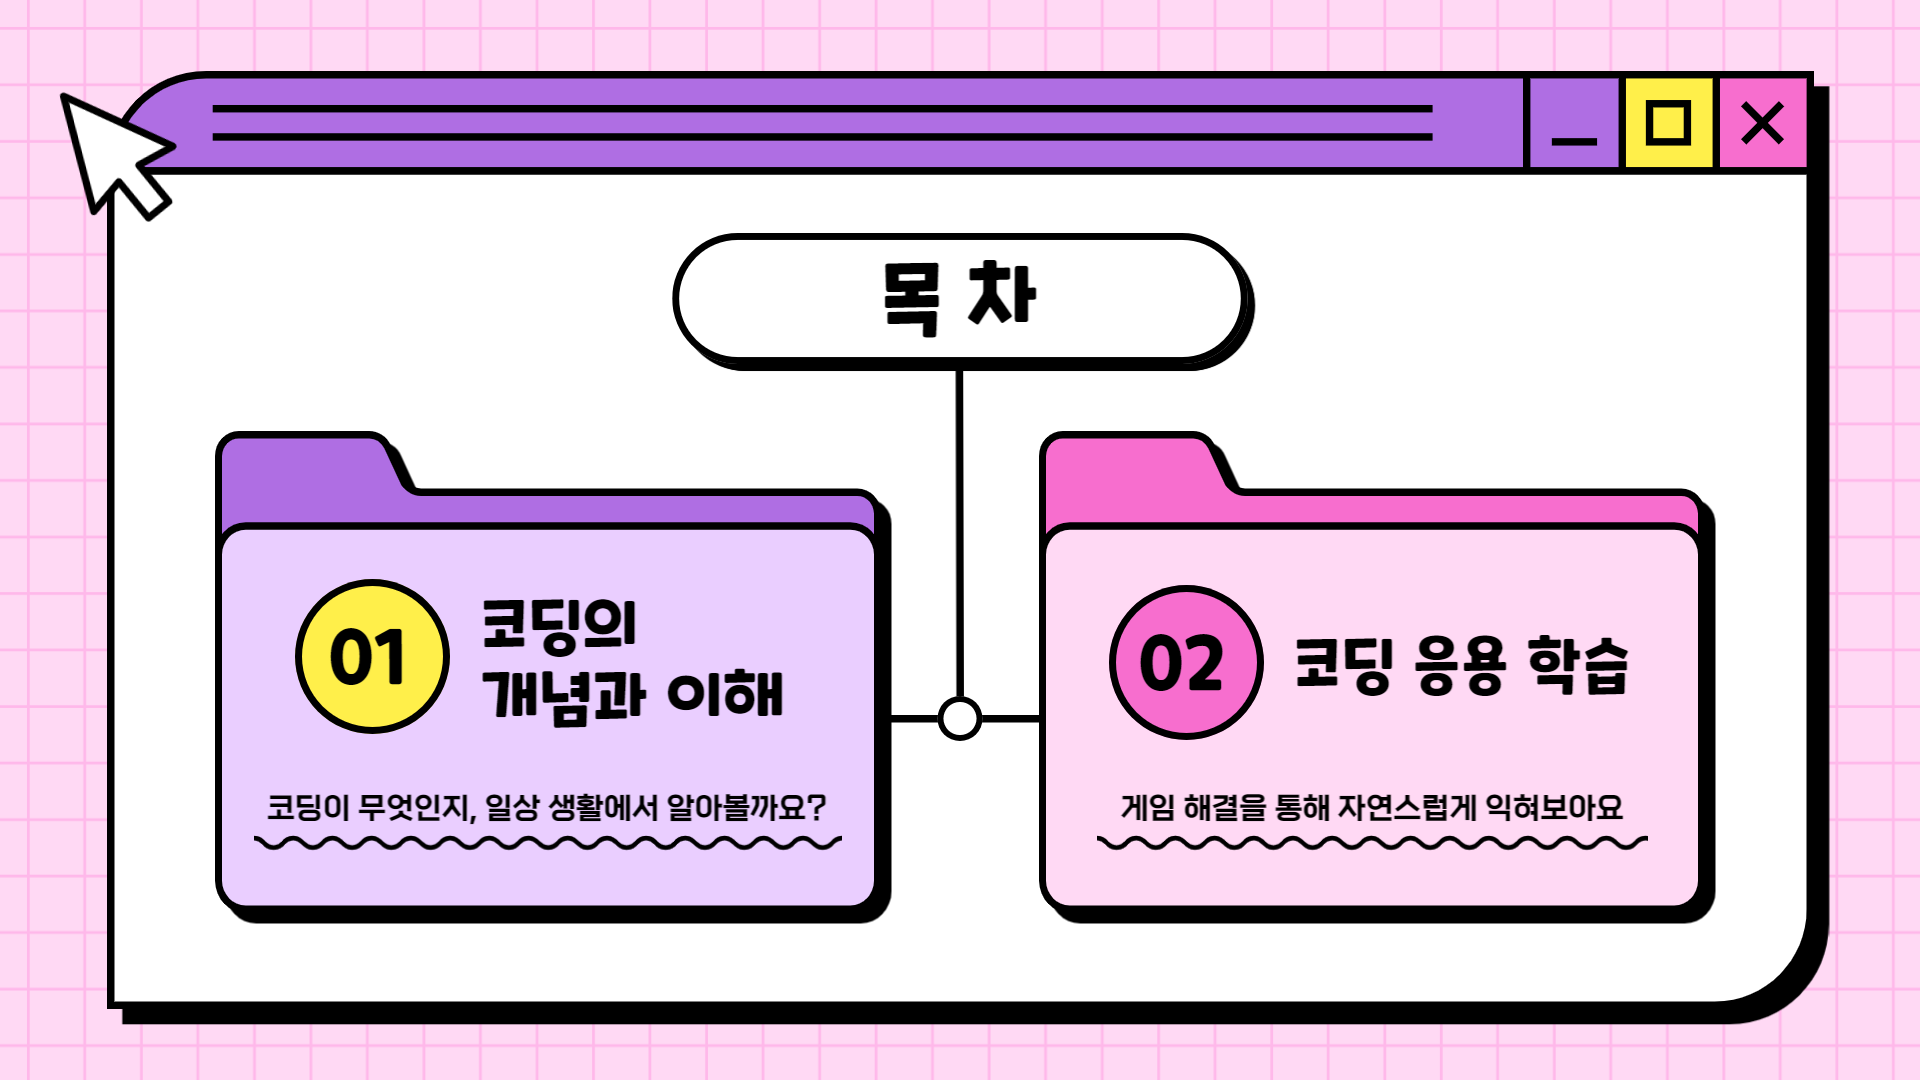 목 차
01
코딩의
개념과 이해
코딩이 무엇인지, 일상 생활에서 알아볼까요?
02
코딩 응용 학습
게임 해결을 통해 자연스럽게 익혀보아요